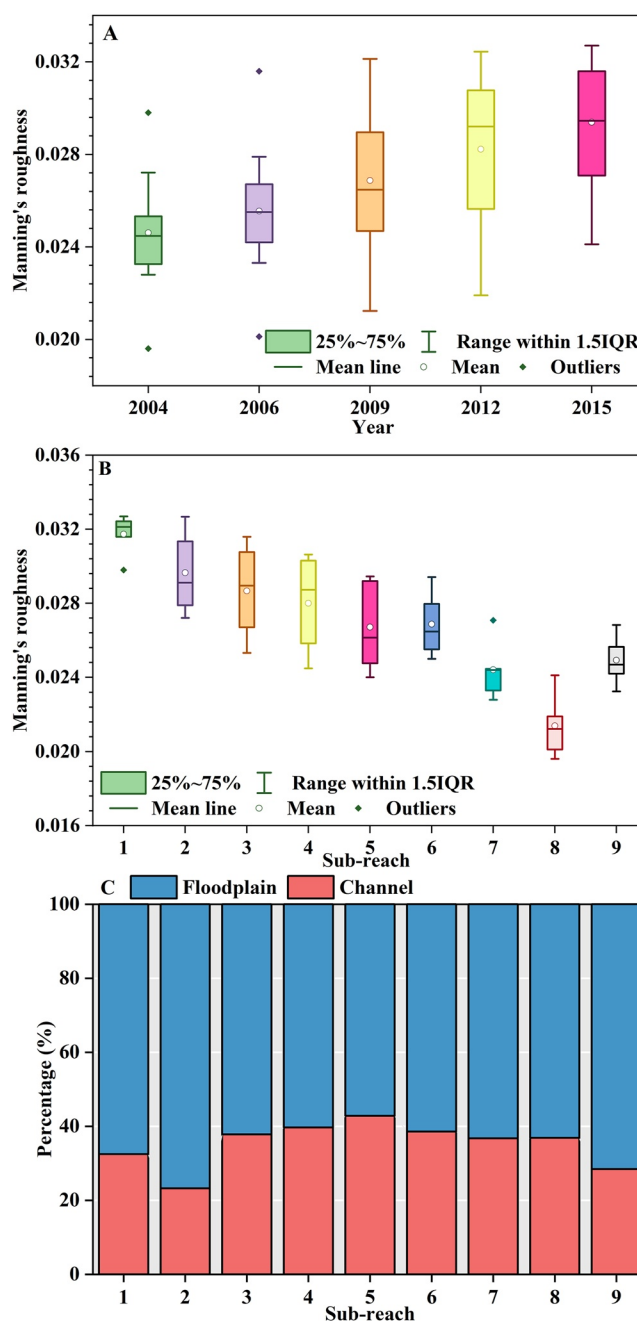 A
Manning's roughness
0.032
0.028
0.024
0.020
25%~75% Range within 1.5IQR
Mean line Mean Outliers
2004 2006 2009 2012 2015
Year
B
Manning's roughness
0.036
0.032
0.028
0.024
0.020
0.016
25%~75% Range within 1.5IQR
Mean line Mean Outliers
1 2 3 4 5 6 7 8 9
Sub-reach
C Floodplain Channel
Percentage (%)
100
80
60
40
20
0
1 2 3 4 5 6 7 8 9
Sub-reach